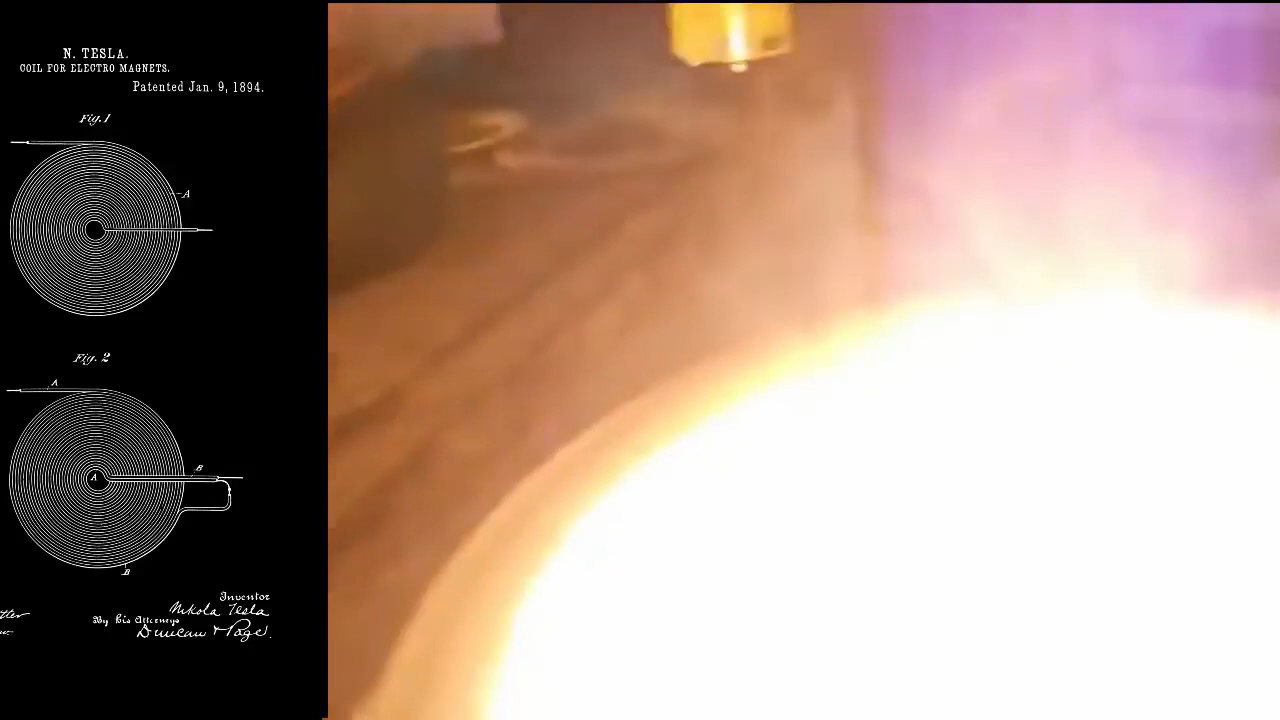 N. TESLA.
COIL FOR ELECTRO MAGNETS.
Patented Jan. 9, 1894.
Fig. 1
A
Fig. 2
A
B
A
B
Inventor
Nikola Tesla
By his Attorneys
Duncan & Page.